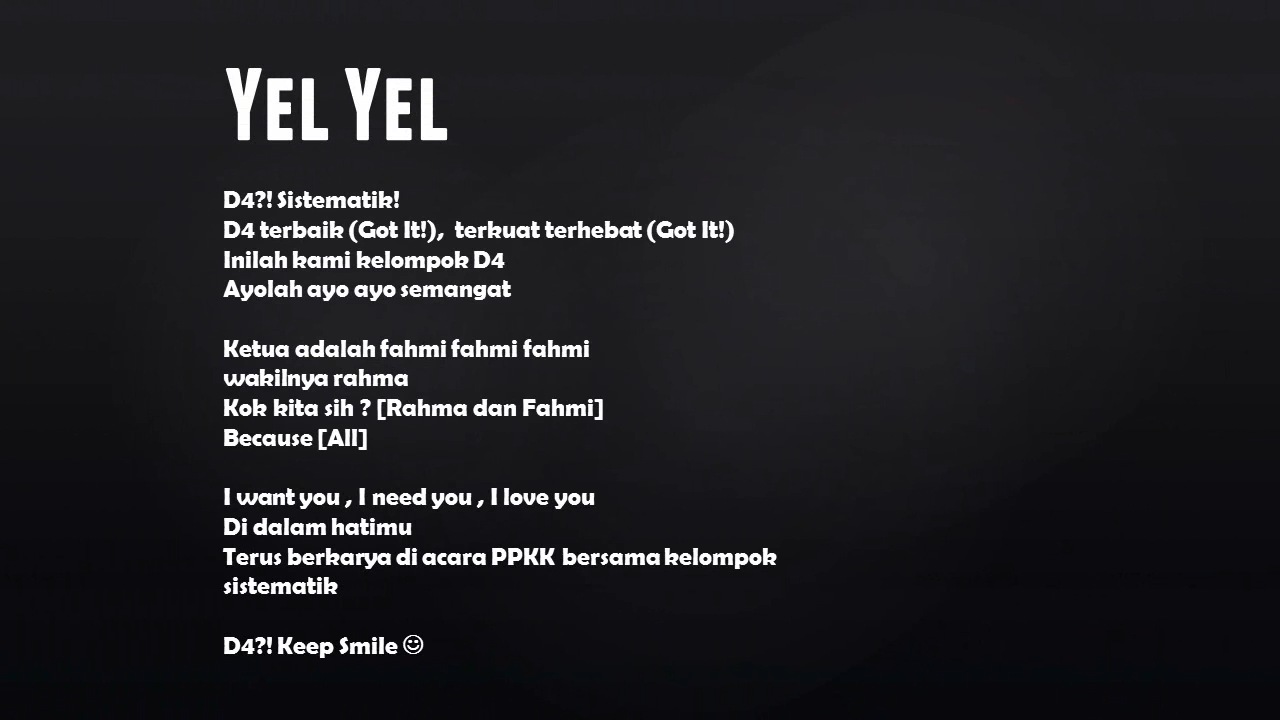 Yel Yel
D4?! Sistematik!
D4 terbaik (Got It!), terkuat terhebat (Got It!)
Inilah kami kelompok D4
Ayolah ayo ayo semangat
Ketua adalah fahmi fahmi fahmi
wakilnya rahma
Kok kita sih ? [Rahma dan Fahmi]
Because [All]
I want you , I need you , I love you
Di dalam hatimu
Terus berkarya di acara PPKK bersama kelompok
sistematik
D4?! Keep Smile ☺